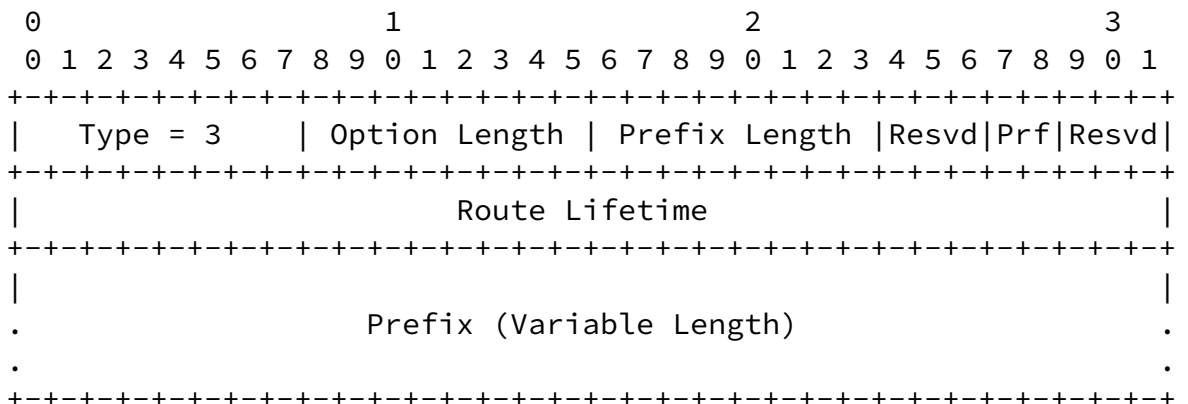 0                   1                   2                   3
 0 1 2 3 4 5 6 7 8 9 0 1 2 3 4 5 6 7 8 9 0 1 2 3 4 5 6 7 8 9 0 1
+-+-+-+-+-+-+-+-+-+-+-+-+-+-+-+-+-+-+-+-+-+-+-+-+-+-+-+-+-+-+-+-+
|   Type = 3    | Option Length | Prefix Length |Resvd|Prf|Resvd|
+-+-+-+-+-+-+-+-+-+-+-+-+-+-+-+-+-+-+-+-+-+-+-+-+-+-+-+-+-+-+-+-+
|                        Route Lifetime                         |
+-+-+-+-+-+-+-+-+-+-+-+-+-+-+-+-+-+-+-+-+-+-+-+-+-+-+-+-+-+-+-+-+
|                                                               |
.                   Prefix (Variable Length)                    .
.                                                               .
+-+-+-+-+-+-+-+-+-+-+-+-+-+-+-+-+-+-+-+-+-+-+-+-+-+-+-+-+-+-+-+-+